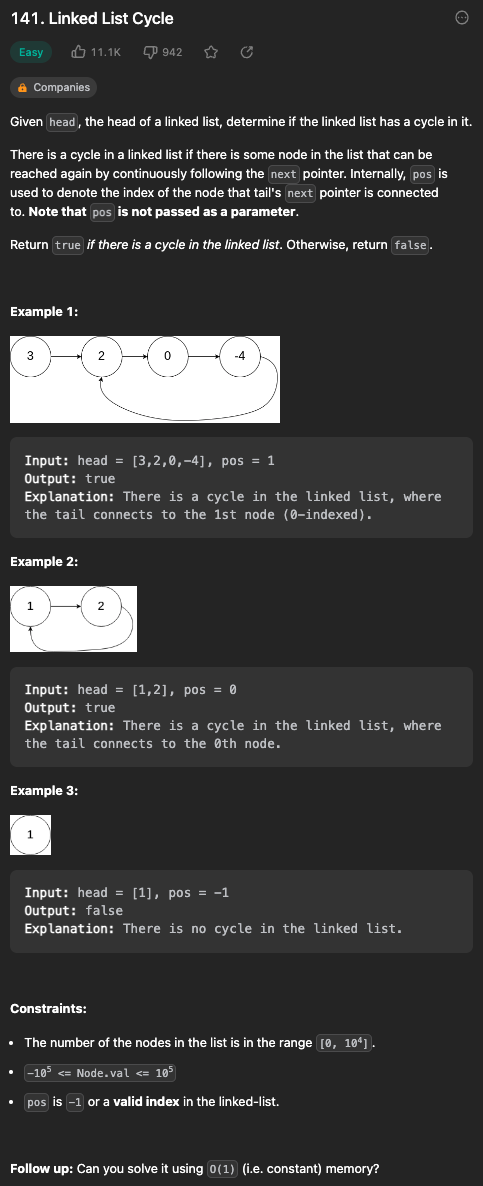 141. Linked List Cycle
Easy 11.1K 942
Companies
Given head, the head of a linked list, determine if the linked list has a cycle in it.
There is a cycle in a linked list if there is some node in the list that can be
reached again by continuously following the next pointer. Internally, pos is
used to denote the index of the node that tail's next pointer is connected
to. Note that pos is not passed as a parameter.
Return true if there is a cycle in the linked list. Otherwise, return false.
Example 1:
3 2 0 -4
Input: head = [3,2,0,-4], pos = 1
Output: true
Explanation: There is a cycle in the linked list, where
the tail connects to the 1st node (0-indexed).
Example 2:
1 2
Input: head = [1,2], pos = 0
Output: true
Explanation: There is a cycle in the linked list, where
the tail connects to the 0th node.
Example 3:
1
Input: head = [1], pos = -1
Output: false
Explanation: There is no cycle in the linked list.
Constraints:
• The number of the nodes in the list is in the range [0, 10⁴].
• -10⁵ <= Node.val <= 10⁵
• pos is -1 or a valid index in the linked-list.
Follow up: Can you solve it using O(1) (i.e. constant) memory?